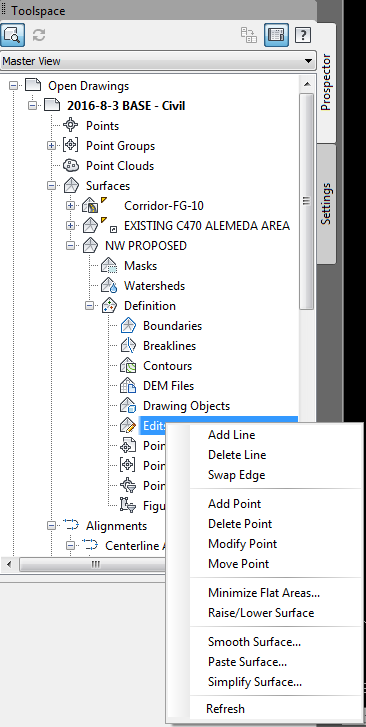 Toolspace
Master View
Open Drawings
2016-8-3 BASE - Civil
Points
Point Groups
Point Clouds
Surfaces
Corridor-FG-10
EXISTING C470 ALEMEDA AREA
NW PROPOSED
Masks
Watersheds
Definition
Boundaries
Breaklines
Contours
DEM Files
Drawing Objects
Edits
Poin
Poin
Poin
Figu
Alignments
Centerline A
Add Line
Delete Line
Swap Edge
Add Point
Delete Point
Modify Point
Move Point
Minimize Flat Areas...
Raise/Lower Surface
Smooth Surface...
Paste Surface...
Simplify Surface...
Refresh
Prospector
Settings